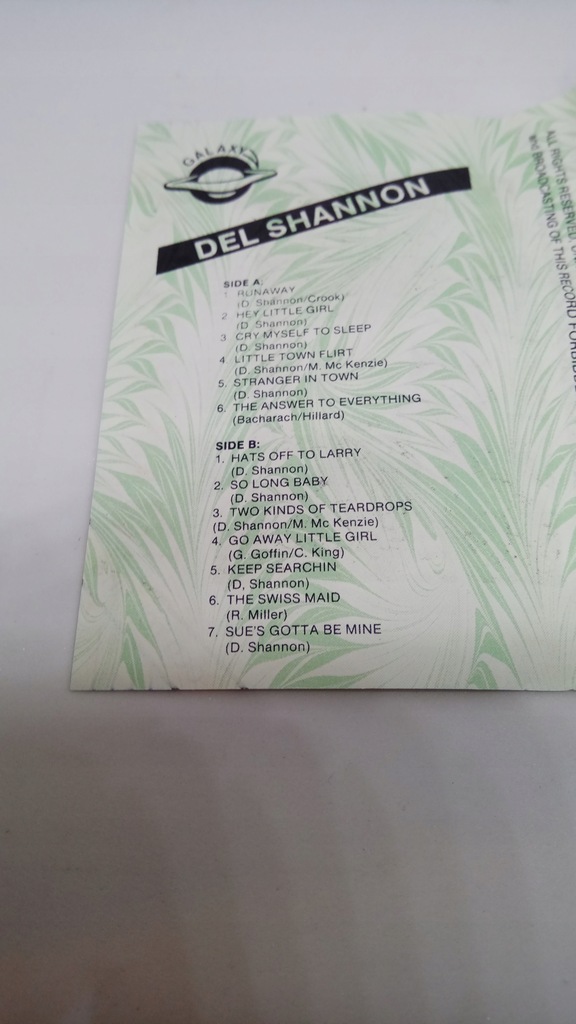 GALAXY
DEL SHANNON
SIDE A:
1 RUNAWAY
(D. Shannon/Crook)
2 HEY LITTLE GIRL
(D. Shannon)
3 CRY MYSELF TO SLEEP
(D. Shannon)
4 LITTLE TOWN FLIRT
(D. Shannon/M. Mc Kenzie)
5. STRANGER IN TOWN
(D. Shannon)
6. THE ANSWER TO EVERYTHING
(Bacharach/Hillard)
SIDE B:
1. HATS OFF TO LARRY
(D. Shannon)
2. SO LONG BABY
(D. Shannon)
3. TWO KINDS OF TEARDROPS
(D. Shannon/M. Mc Kenzie)
4. GO AWAY LITTLE GIRL
(G. Goffin/C. King)
5. KEEP SEARCHIN
(D, Shannon)
6. THE SWISS MAID
(R. Miller)
7. SUE'S GOTTA BE MINE
(D. Shannon)
ALL RIGHTS RESERVED.
BROADCASTING OF THIS RECORD